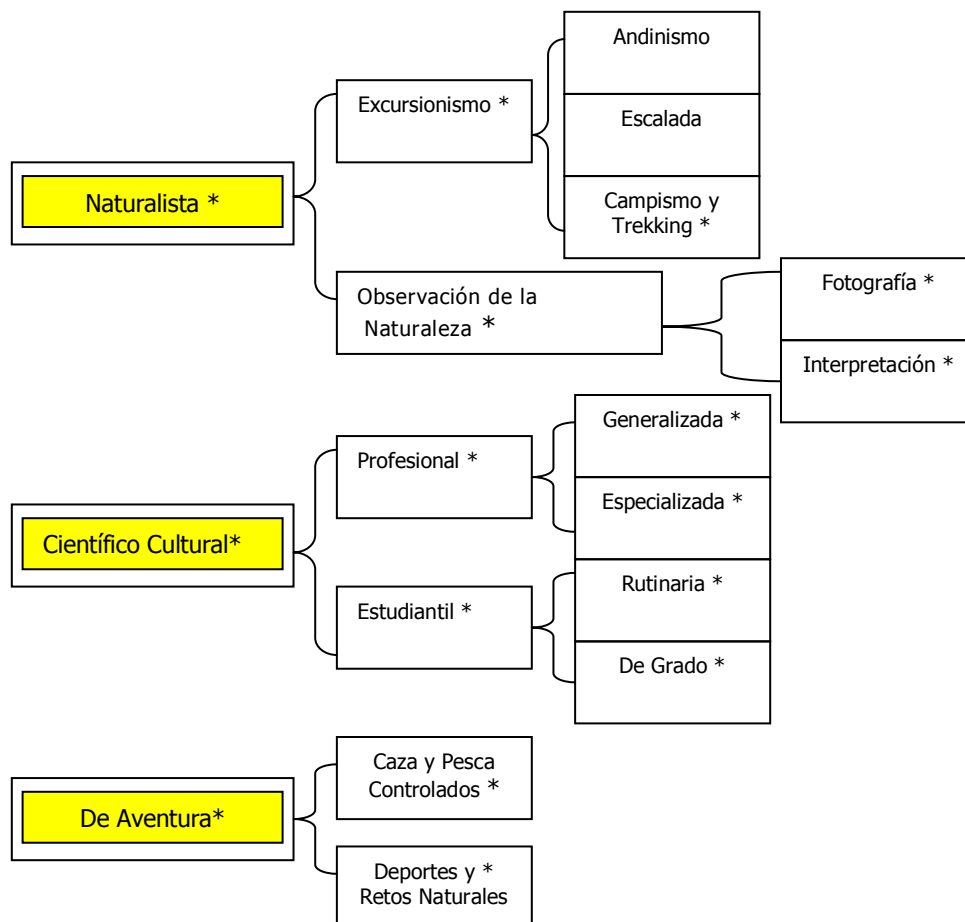 Naturalista *
Excursionismo *
Andinismo
Escalada
Campismo y
Trekking *
Observación de la
Naturaleza *
Fotografía *
Interpretación *
Científico Cultural*
Profesional *
Generalizada *
Especializada *
Estudiantil *
Rutinaria *
De Grado *
De Aventura*
Caza y Pesca
Controlados *
Deportes y *
Retos Naturales